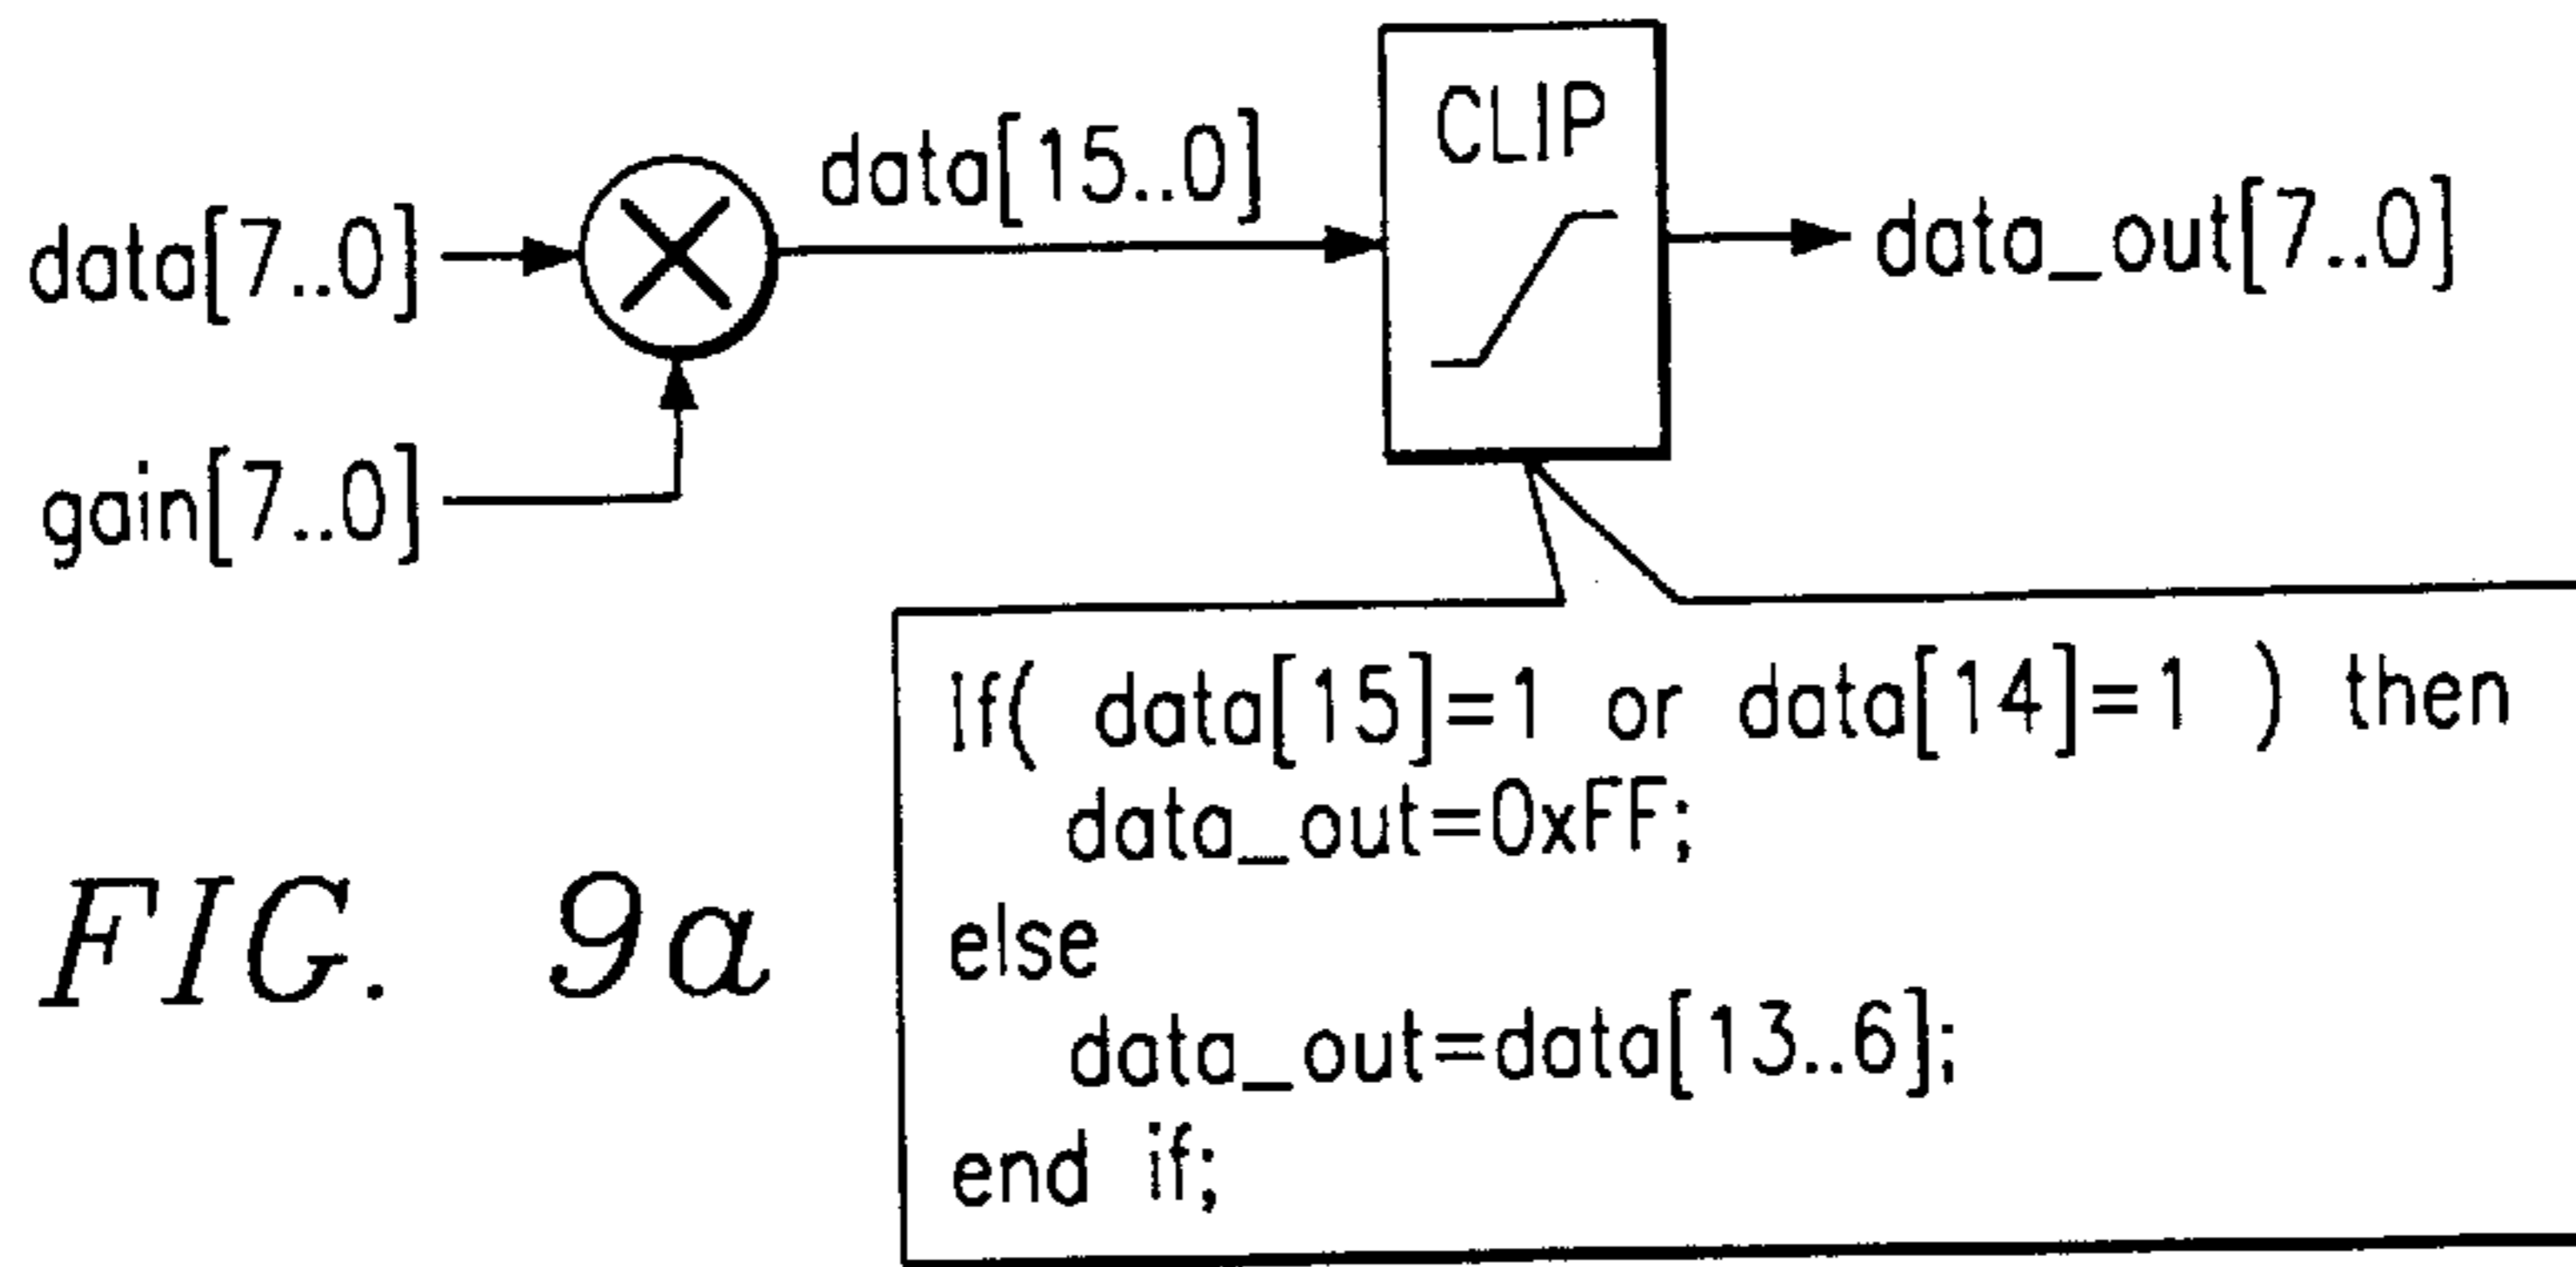 CLIP
data[15..0]
data[7..0]
data_out[7..0]
gain[7..0]
If( data[15]=1 or data[14]=1 ) then
data_out=0xFF;
else
data_out=data[13..6];
end if;
FIG. 9a